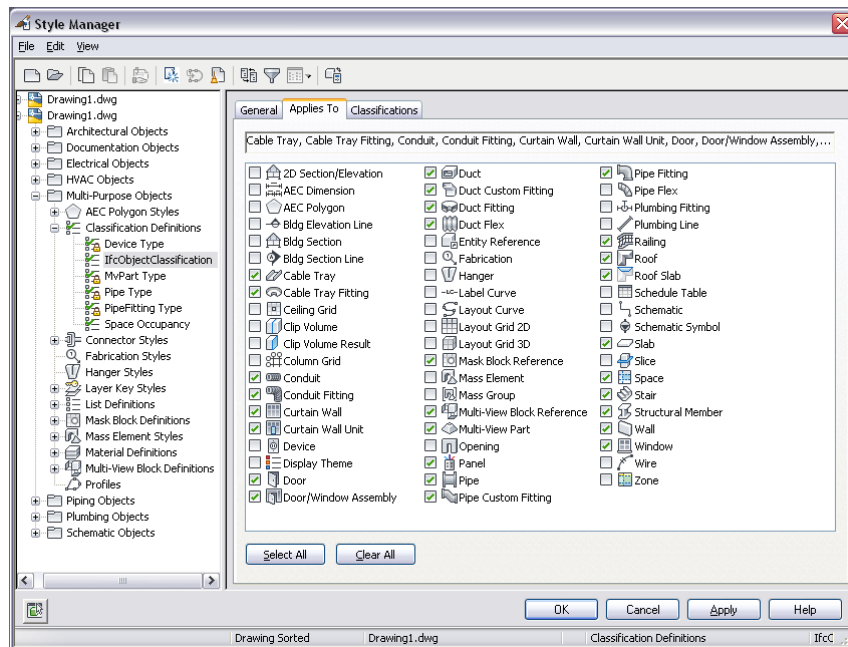 Style Manager
File Edit View
Drawing1.dwg
Drawing1.dwg
Architectural Objects
Documentation Objects
Electrical Objects
HVAC Objects
Multi-Purpose Objects
AEC Polygon Styles
Classification Definitions
Device Type
IfcObjectClassification
MvPart Type
Pipe Type
PipeFitting Type
Space Occupancy
Connector Styles
Fabrication Styles
Hanger Styles
Layer Key Styles
List Definitions
Mask Block Definitions
Mass Element Styles
Material Definitions
Multi-View Block Definitions
Profiles
Piping Objects
Plumbing Objects
Schematic Objects
General Applies To Classifications
Cable Tray, Cable Tray Fitting, Conduit, Conduit Fitting, Curtain Wall, Curtain Wall Unit, Door, Door/Window Assembly,...
2D Section/Elevation
AEC Dimension
AEC Polygon
Bldg Elevation Line
Bldg Section
Bldg Section Line
Cable Tray
Cable Tray Fitting
Ceiling Grid
Clip Volume
Clip Volume Result
Column Grid
Conduit
Conduit Fitting
Curtain Wall
Curtain Wall Unit
Device
Display Theme
Door
Door/Window Assembly
Duct
Duct Custom Fitting
Duct Fitting
Duct Flex
Entity Reference
Fabrication
Hanger
Label Curve
Layout Curve
Layout Grid 2D
Layout Grid 3D
Mask Block Reference
Mass Element
Mass Group
Multi-View Block Reference
Multi-View Part
Opening
Panel
Pipe
Pipe Custom Fitting
Pipe Fitting
Pipe Flex
Plumbing Fitting
Plumbing Line
Railing
Roof
Roof Slab
Schedule Table
Schematic
Schematic Symbol
Slab
Slice
Space
Stair
Structural Member
Wall
Window
Wire
Zone
Select All Clear All
OK Cancel Apply Help
Drawing Sorted Drawing1.dwg Classification Definitions IfcC